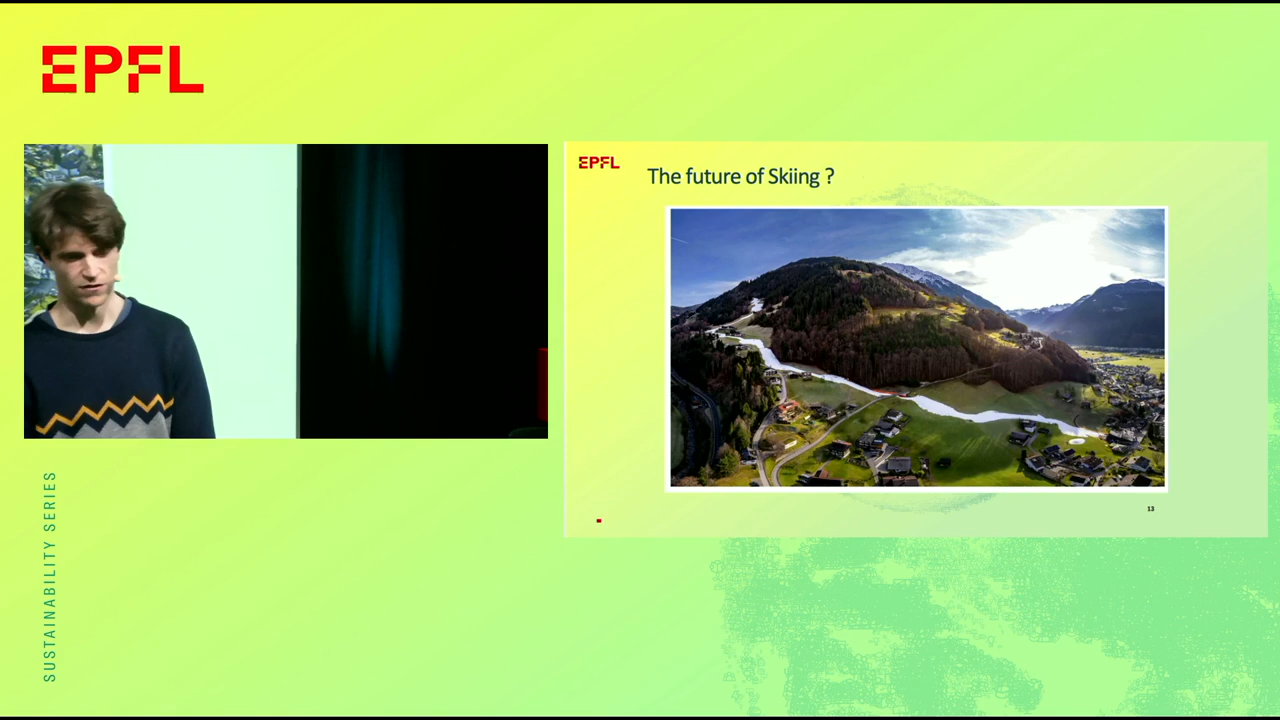 EPFL
EPFL
The future of Skiing ?
13
SUSTAINABILITY SERIES